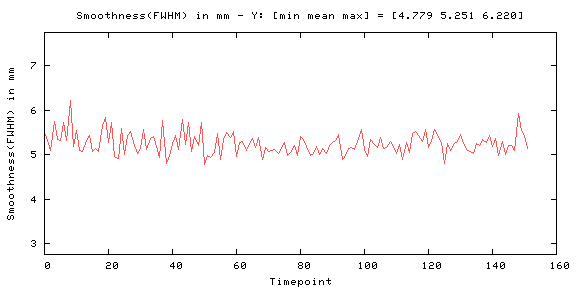 Smoothness(FWHM) in mm - Y: [min mean max] = [4.779 5.251 6.220]
Smoothness(FWHM) in mm
7
6
5
4
3
0 20 40 60 80 100 120 140 160
Timepoint